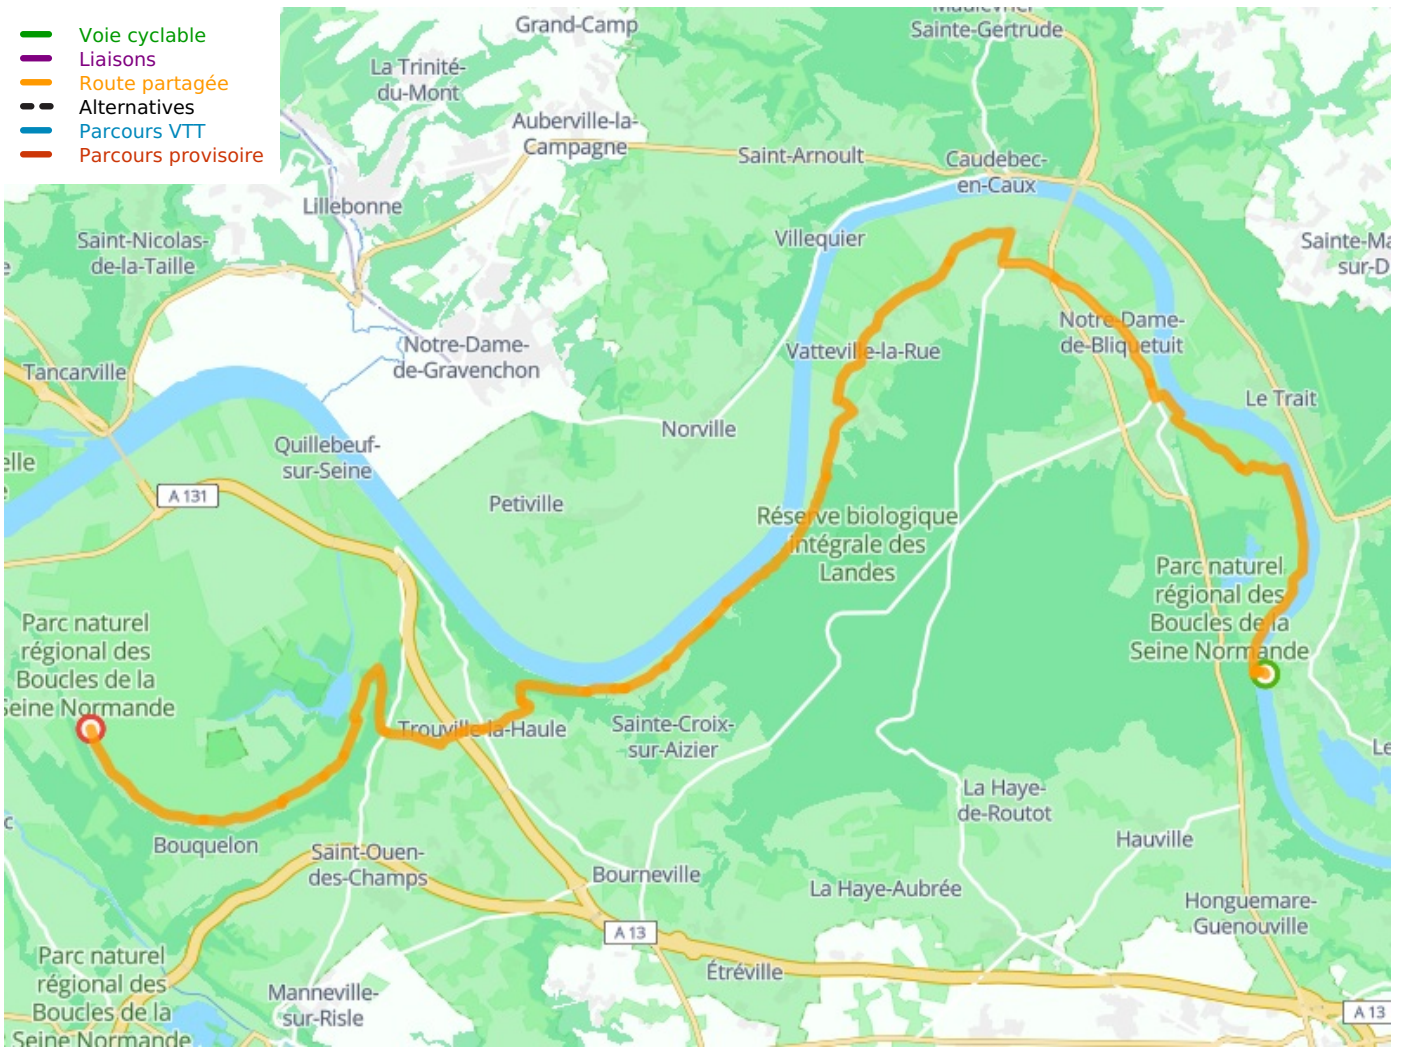 Voie cyclable
Liaisons
Route partagée
Alternatives
Parcours VTT
Parcours provisoire
Grand-Camp
Maulévrier-
Sainte-Gertrude
La Trinité-
du-Mont
Auberville-la-
Campagne
Saint-Arnoult
Caudebec-
en-Caux
Lillebonne
Saint-Nicolas-
de-la-Taille
Villequier
Notre-Dame-
de-Bliquetuit
Notre-Dame-
de-Gravenchon
Vatteville-la-Rue
Tancarville
Le Trait
Norville
Quillebeuf-
sur-Seine
elle
A 131
Petiville
Réserve biologique
intégrale des
Landes
Parc naturel
régional des
Boucles de la
Seine Normande
Parc naturel
régional des
Boucles de la
Seine Normande
Trouville-la-Haule
Sainte-Croix-
sur-Aizier
La Haye-
de-Routot
Hauville
Bouquelon
Saint-Ouen-
des-Champs
Bourneville
La Haye-Aubrée
Honguemare-
Guenouville
A 13
Étréville
Parc naturel
régional des
Boucles de la
Seine Normande
Manneville-
sur-Risle
A 13